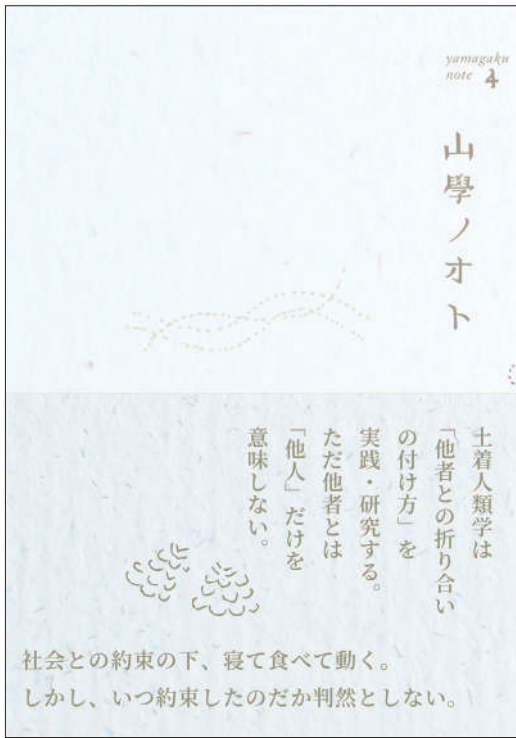 yamagaku
note 4
山學ノオト
土着人類学は
「他者との折り合い
の付け方」を
実践・研究する。
ただ他者とは
「他人」だけを
意味しない。
社会との約束の下、寝て食べて動く。
しかし、いつ約束したのだか判然としない。